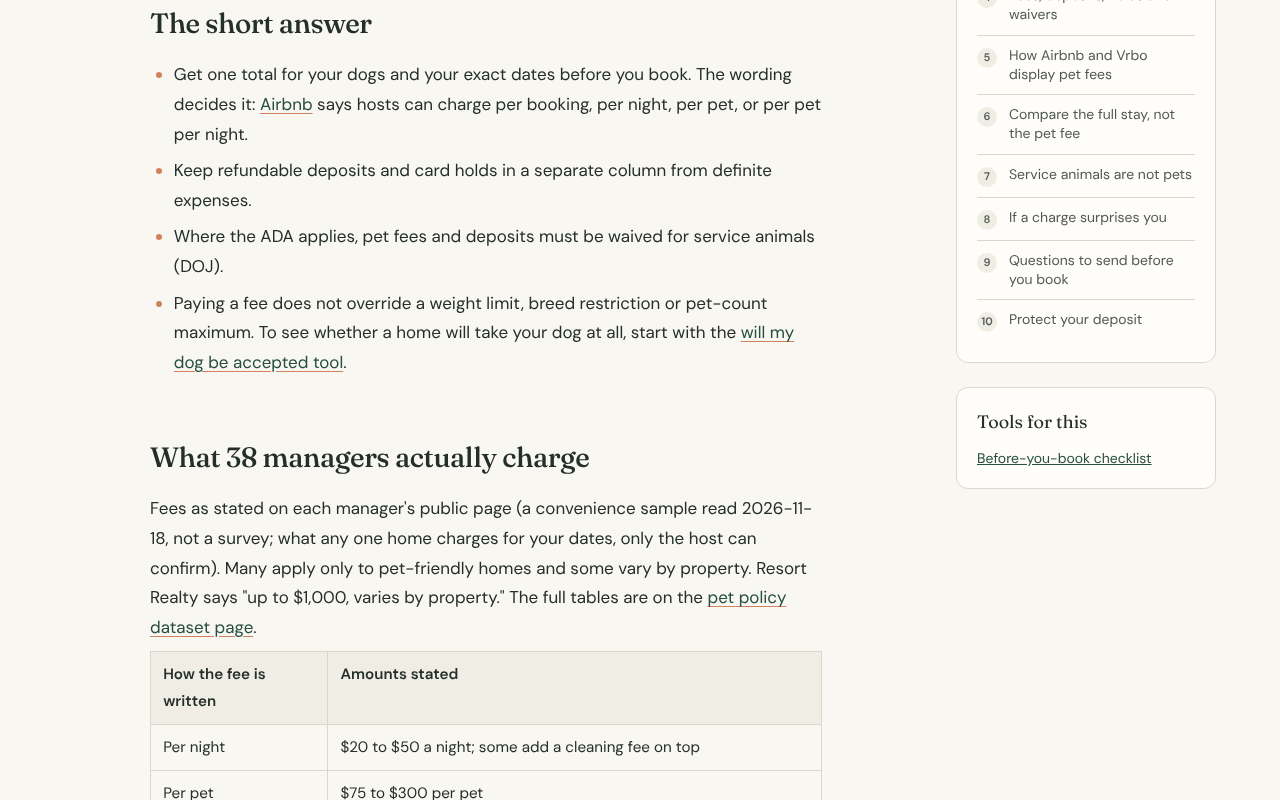 The short answer
Get one total for your dogs and your exact dates before you book. The wording
decides it: Airbnb says hosts can charge per booking, per night, per pet, or per pet
per night.
Keep refundable deposits and card holds in a separate column from definite
expenses.
Where the ADA applies, pet fees and deposits must be waived for service animals
(DOJ).
Paying a fee does not override a weight limit, breed restriction or pet-count
maximum. To see whether a home will take your dog at all, start with the will my
dog be accepted tool.
What 38 managers actually charge
Fees as stated on each manager's public page (a convenience sample read 2026-11-
18, not a survey; what any one home charges for your dates, only the host can
confirm). Many apply only to pet-friendly homes and some vary by property. Resort
Realty says "up to $1,000, varies by property." The full tables are on the pet policy
dataset page.
How the fee is
written
Amounts stated
Per night
$20 to $50 a night; some add a cleaning fee on top
Per pet
$75 to $300 per pet
waivers
5
How Airbnb and Vrbo
display pet fees
6
Compare the full stay, not
the pet fee
7
Service animals are not pets
8
If a charge surprises you
9
Questions to send before
you book
10
Protect your deposit
Tools for this
Before-you-book checklist